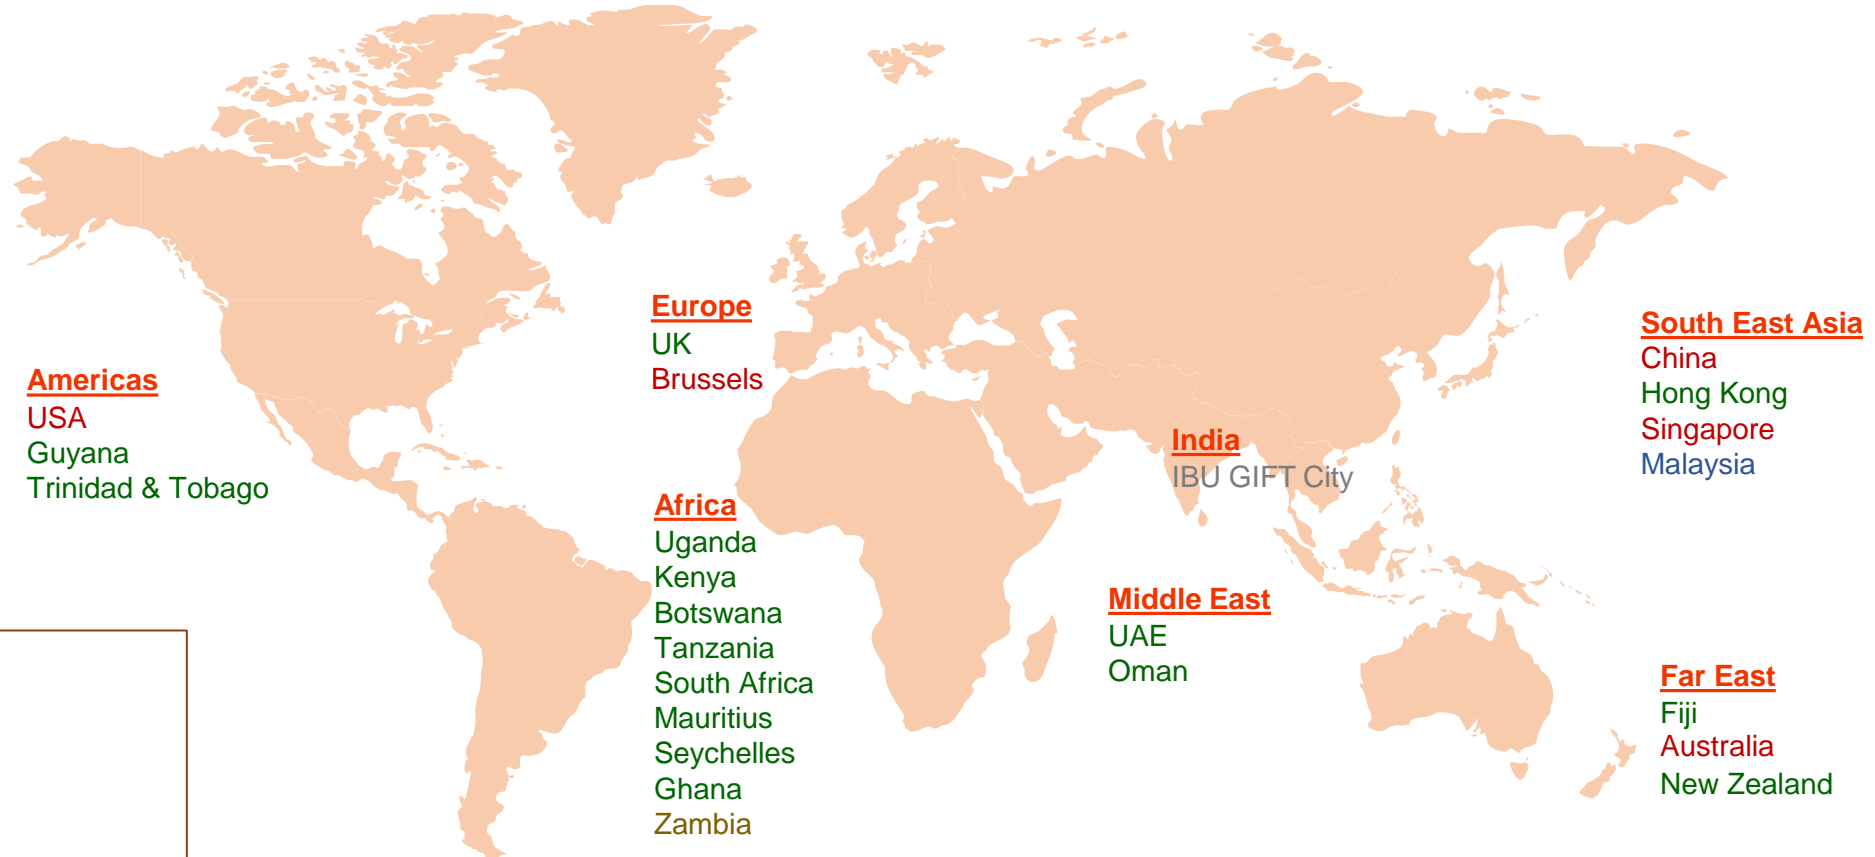 Americas
USA
Guyana
Trinidad & Tobago
Europe
UK
Brussels
Africa
Uganda
Kenya
Botswana
Tanzania
South Africa
Mauritius
Seychelles
Ghana
Zambia
India
IBU GIFT City
Middle East
UAE
Oman
South East Asia
China
Hong Kong
Singapore
Malaysia
Far East
Fiji
Australia
New Zealand